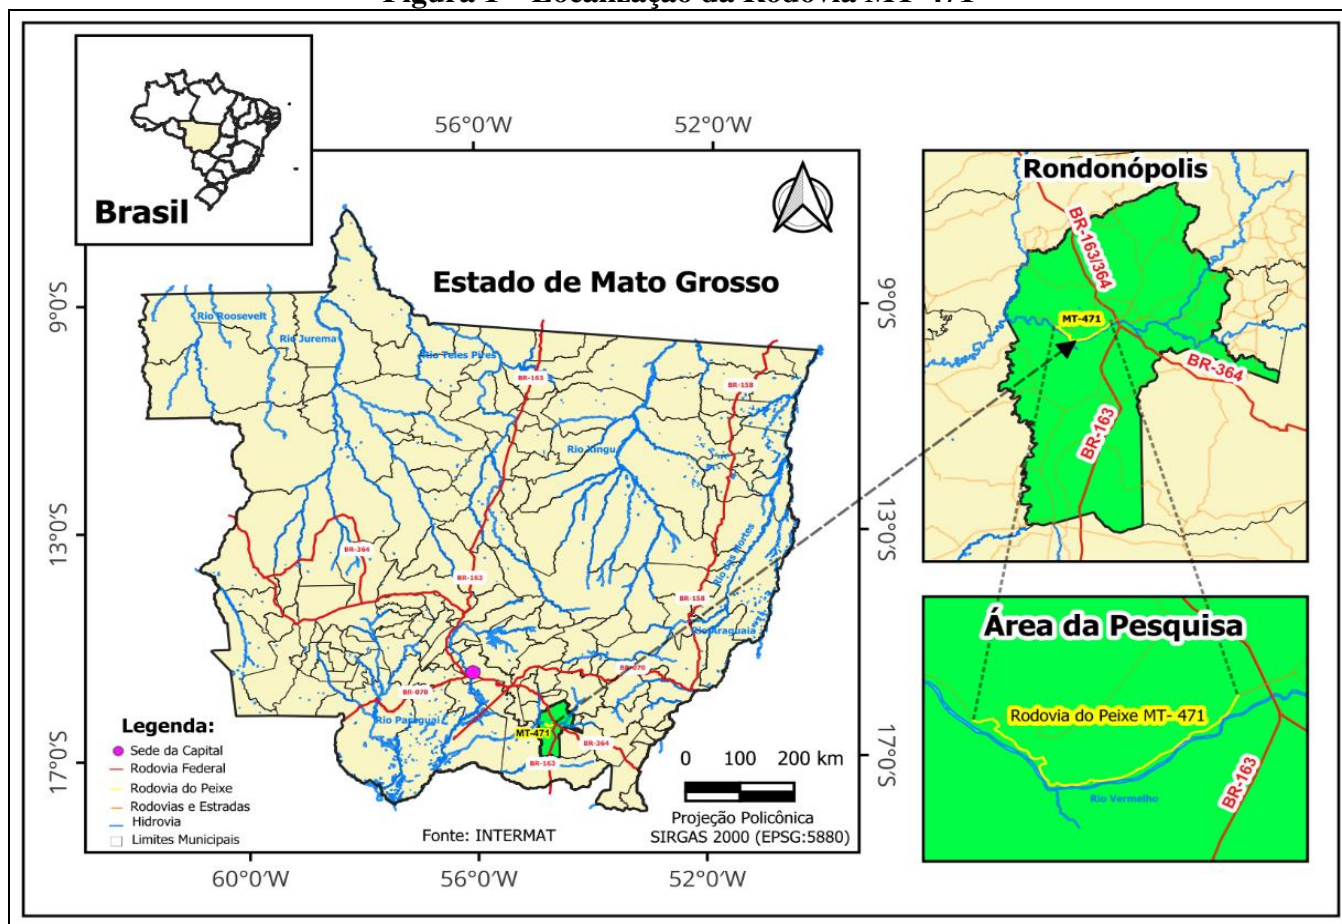 Figura 1 – Localização da Rodovia MT-471
Brasil
56°0'W
52°0'W
Estado de Mato Grosso
9°0'S
13°0'S
17°0'S
9°0'S
13°0'S
17°0'S
60°0'W
56°0'W
52°0'W
Rio Roosevelt
Rio Jurema
Rio Teles Pires
BR-163
BR-158
Rio Xingu
BR-364
BR-163
Rio das Mortes
BR-158
Rio Araguaia
BR-070
BR-070
Rio Paraguai
MT-471
BR-364
BR-163
Legenda:
Sede da Capital
Rodovia Federal
Rodovia do Peixe
Rodovias e Estradas
Hidrovia
Limites Municipais
Fonte: INTERMAT
0 100 200 km
Projeção Policônica
SIRGAS 2000 (EPSG:5880)
Rondonópolis
BR-163/364
MT-471
BR-364
BR-163
Área da Pesquisa
Rodovia do Peixe MT- 471
Rio Vermelho
BR-163